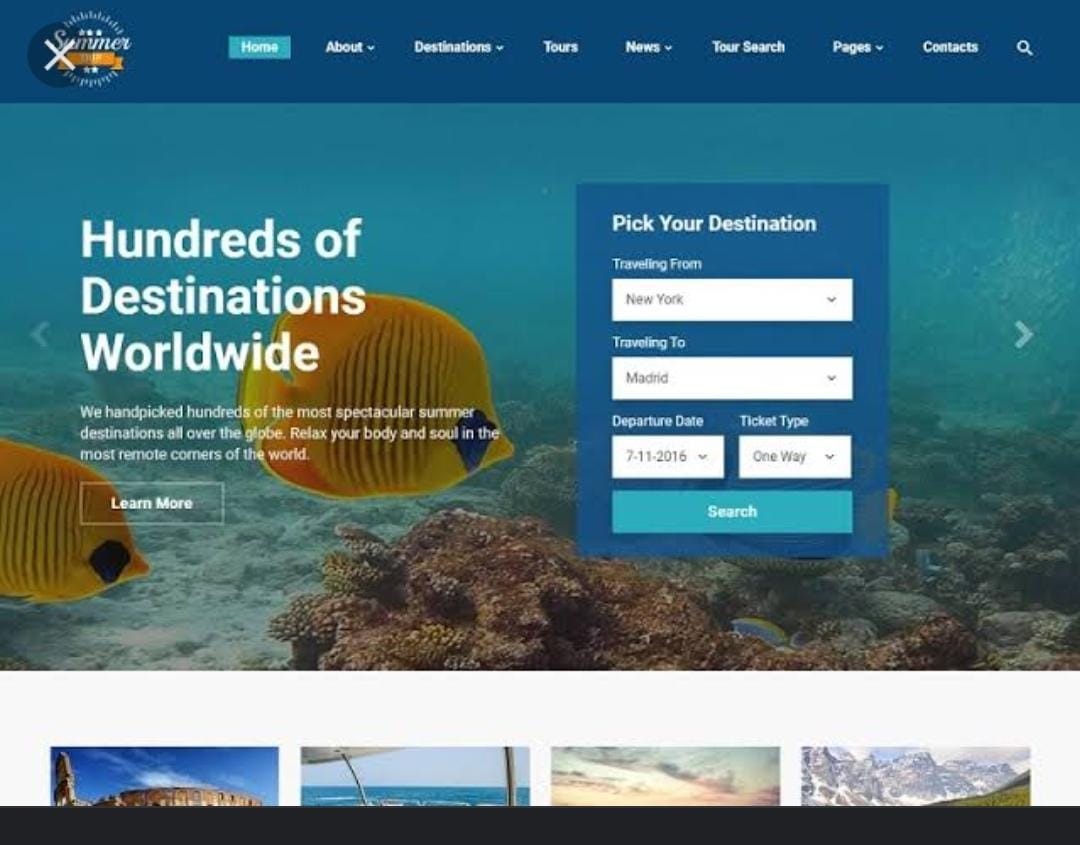 Summer
Home
About
Destinations
Tours
News
Tour Search
Pages
Contacts
Hundreds of
Destinations
Worldwide
We handpicked hundreds of the most spectacular summer
destinations all over the globe. Relax your body and soul in the
most remote corners of the world.
Learn More
Pick Your Destination
Traveling From
New York
Traveling To
Madrid
Departure Date
Ticket Type
7-11-2016
One Way
Search